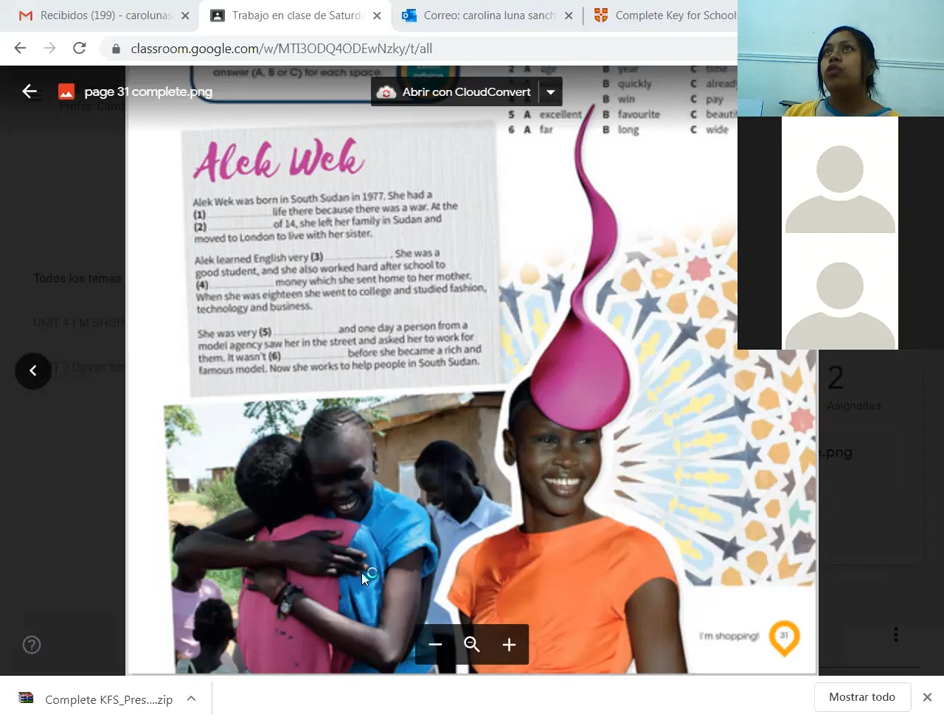 Recibidos (199) - carolunas
Trabajo en clase de Saturda
Correo: carolina luna sanch
Complete Key for School
classroom.google.com/w/MTI3ODQ4ODEwNzky/t/all
answer (A, B or C) for each space.
page 31 complete.png
Abrir con CloudConvert
2 A age B year C time
B quickly C already
B win C pay
5 A excellent B favourite C beauti
6 A far B long C wide
Alek Wek
Alek Wek was born in South Sudan in 1977. She had a
(1) life there because there was a war. At the
(2) of 14, she left her family in Sudan and
moved to London to live with her sister.
Alek learned English very (3) . She was a
good student, and she also worked hard after school to
(4) money which she sent home to her mother.
When she was eighteen she went to college and studied fashion,
technology and business.
She was very (5) and one day a person from a
model agency saw her in the street and asked her to work for
them. It wasn't (6) before she became a rich and
famous model. Now she works to help people in South Sudan.
Todos los temas
UNIT 4 I'M SHOP
3 Dinner
2
Asignadas
.png
I'm shopping! 31
Complete KFS_Pres....zip
Mostrar todo